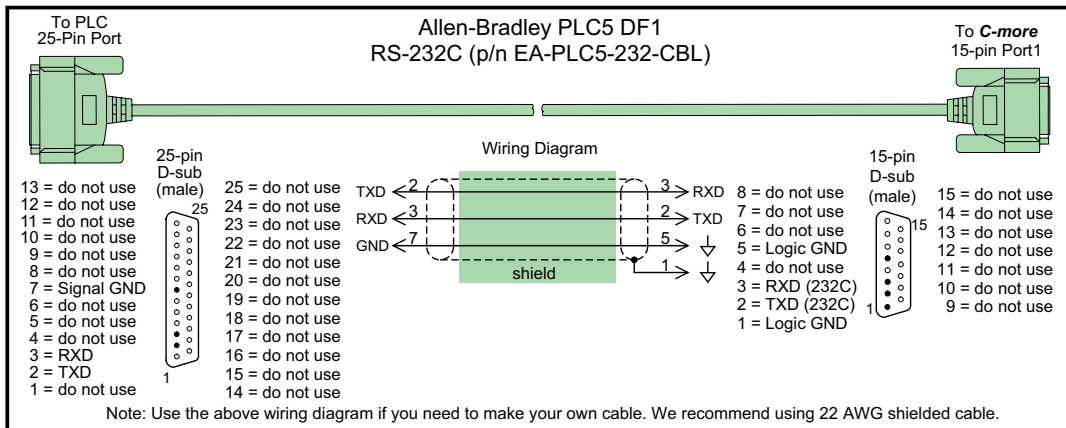 To PLC
25-Pin Port
Allen-Bradley PLC5 DF1
RS-232C (p/n EA-PLC5-232-CBL)
To C-more
15-pin Port1
25-pin
D-sub
(male)
13 = do not use
12 = do not use
11 = do not use
10 = do not use
9 = do not use
8 = do not use
7 = Signal GND
6 = do not use
5 = do not use
4 = do not use
3 = RXD
2 = TXD
1 = do not use
25
1
25 = do not use
24 = do not use
23 = do not use
22 = do not use
21 = do not use
20 = do not use
19 = do not use
18 = do not use
17 = do not use
16 = do not use
15 = do not use
14 = do not use
Wiring Diagram
TXD 2 3 RXD
RXD 3 2 TXD
GND 7 5
1
shield
8 = do not use
7 = do not use
6 = do not use
5 = Logic GND
4 = do not use
3 = RXD (232C)
2 = TXD (232C)
1 = Logic GND
15-pin
D-sub
(male)
15
1
15 = do not use
14 = do not use
13 = do not use
12 = do not use
11 = do not use
10 = do not use
9 = do not use
Note: Use the above wiring diagram if you need to make your own cable. We recommend using 22 AWG shielded cable.